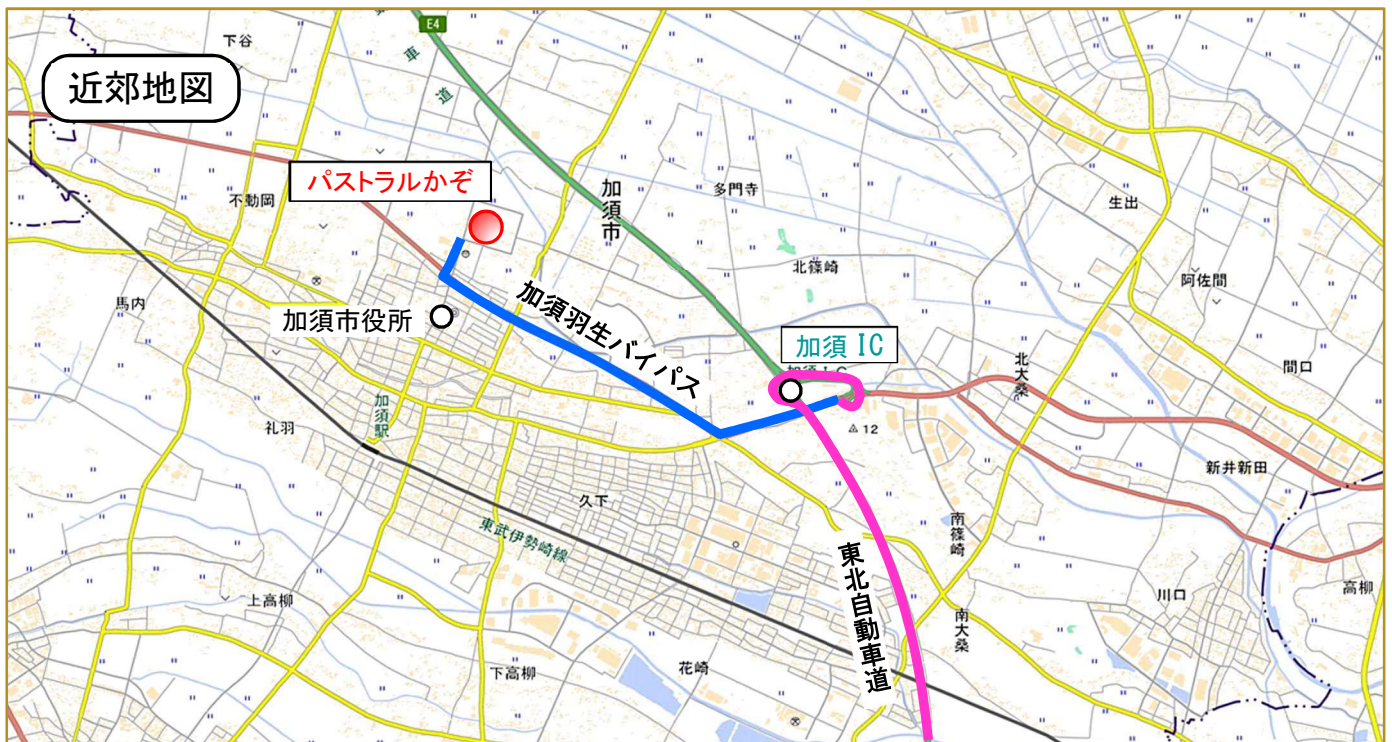 E4
車
道
下谷
近郊地図
パストラルかぞ
不動岡
加須市
多門寺
生出
北篠崎
阿佐間
馬内
加須市役所
加須羽生バイパス
加須 IC
北大桑
間口
12
加須駅
礼羽
新井新田
久下
東武伊勢崎線
南篠崎
東北自動車道
川口
高柳
上高柳
南大桑
下高柳
花崎